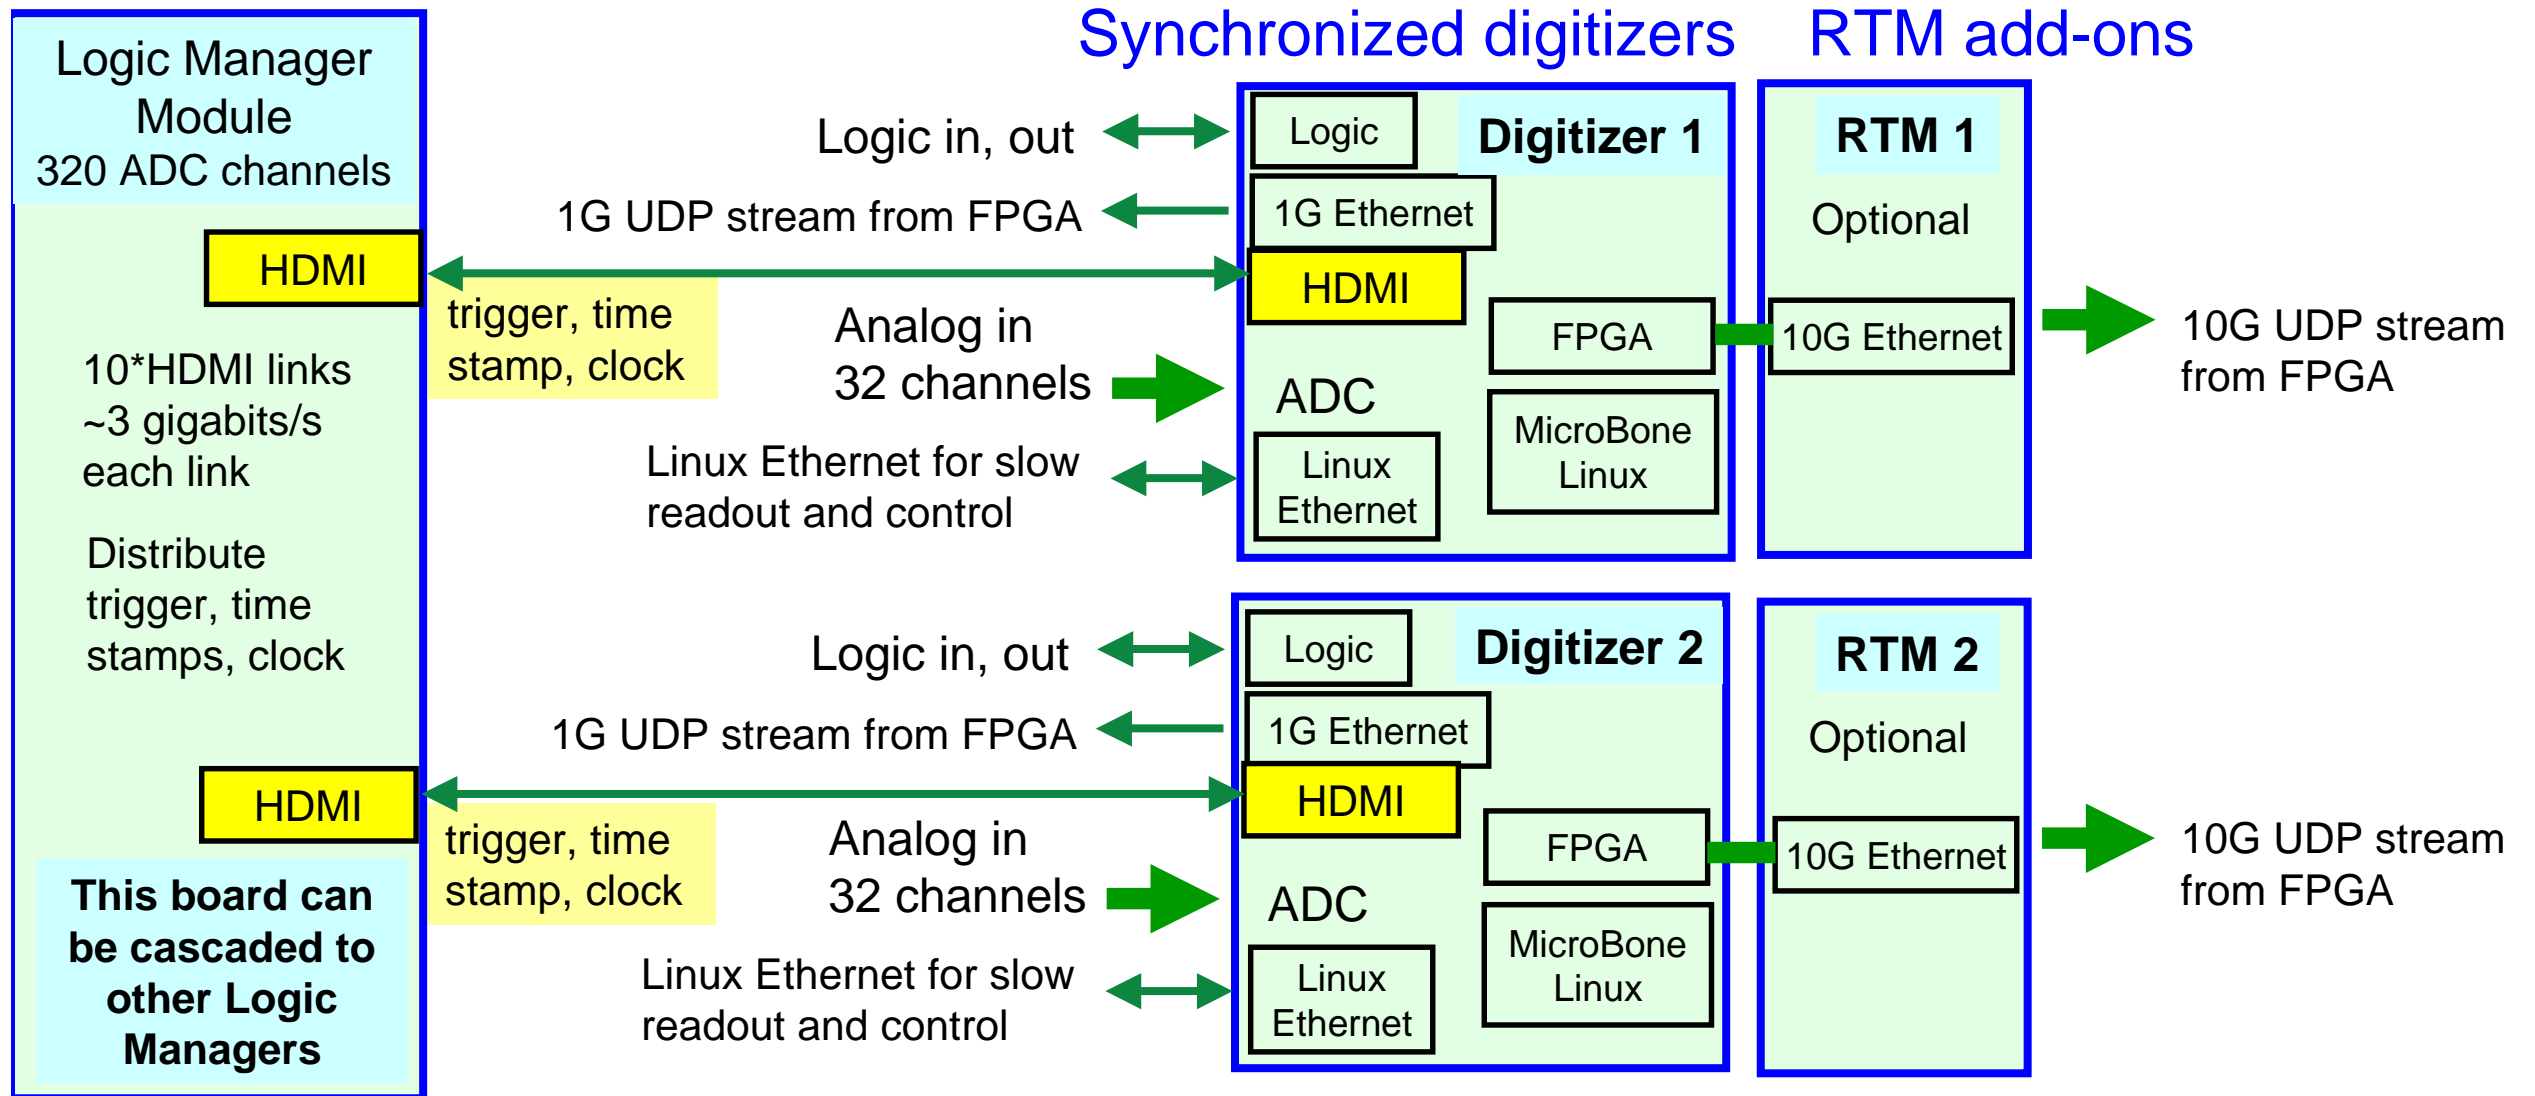 Synchronized digitizers
RTM add-ons
Logic Manager
Module
320 ADC channels
HDMI
10*HDMI links
~3 gigabits/s
each link
Distribute
trigger, time
stamps, clock
HDMI
This board can
be cascaded to
other Logic
Managers
Logic in, out
1G UDP stream from FPGA
trigger, time
stamp, clock
Analog in
32 channels
Linux Ethernet for slow
readout and control
Logic
Digitizer 1
1G Ethernet
HDMI
FPGA
ADC
MicroBone
Linux
Linux
Ethernet
RTM 1
Optional
10G Ethernet
10G UDP stream
from FPGA
Logic in, out
1G UDP stream from FPGA
trigger, time
stamp, clock
Analog in
32 channels
Linux Ethernet for slow
readout and control
Logic
Digitizer 2
1G Ethernet
HDMI
FPGA
ADC
MicroBone
Linux
Linux
Ethernet
RTM 2
Optional
10G Ethernet
10G UDP stream
from FPGA